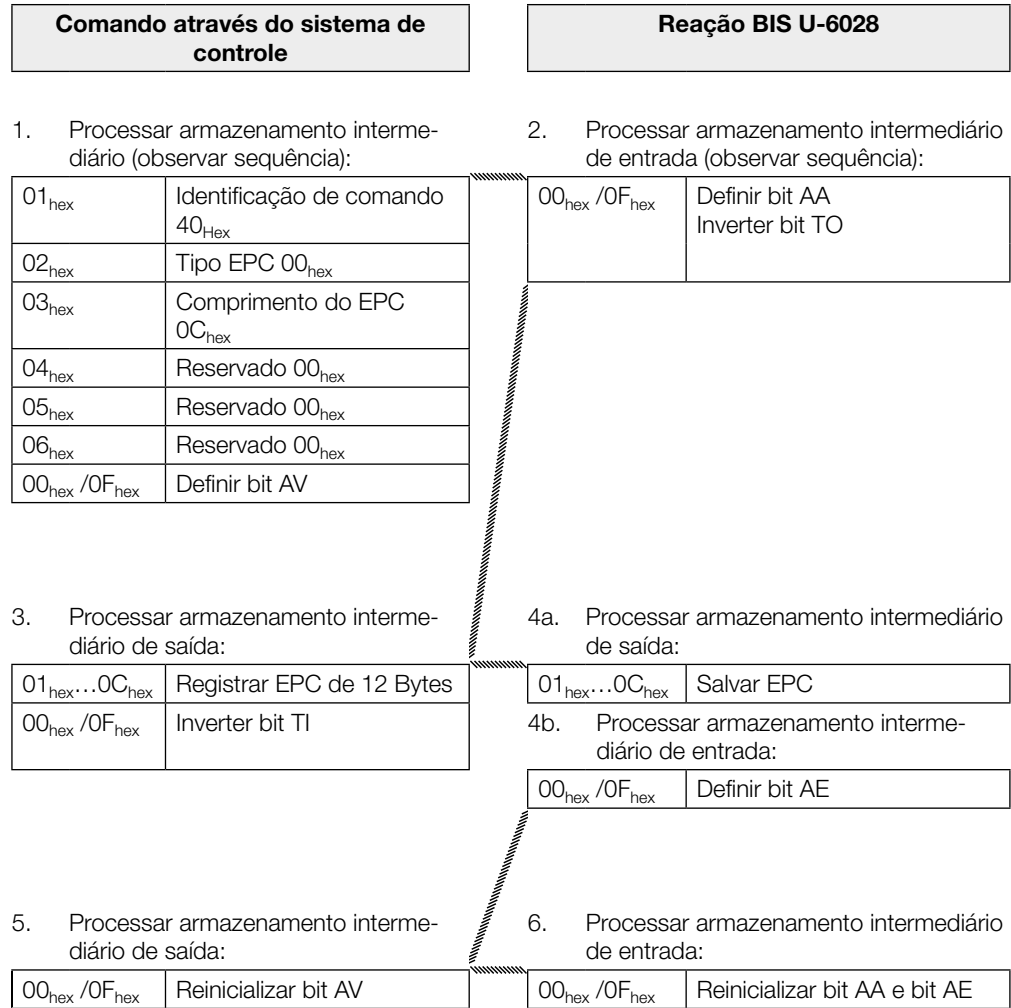 Comando através do sistema de
controle
Reação BIS U-6028
1. Processar armazenamento interme-
diário (observar sequência):
01hex Identificação de comando
40Hex
02hex Tipo EPC 00hex
03hex Comprimento do EPC
0Chex
04hex Reservado 00hex
05hex Reservado 00hex
06hex Reservado 00hex
00hex /0Fhex Definir bit AV
2. Processar armazenamento intermediário
de entrada (observar sequência):
00hex /0Fhex Definir bit AA
Inverter bit TO
3. Processar armazenamento interme-
diário de saída:
01hex…0Chex Registrar EPC de 12 Bytes
00hex /0Fhex Inverter bit TI
4a. Processar armazenamento intermediário
de saída:
01hex…0Chex Salvar EPC
4b. Processar armazenamento interme-
diário de entrada:
00hex /0Fhex Definir bit AE
5. Processar armazenamento interme-
diário de saída:
00hex /0Fhex Reinicializar bit AV
6. Processar armazenamento intermediário
de entrada:
00hex /0Fhex Reinicializar bit AA e bit AE